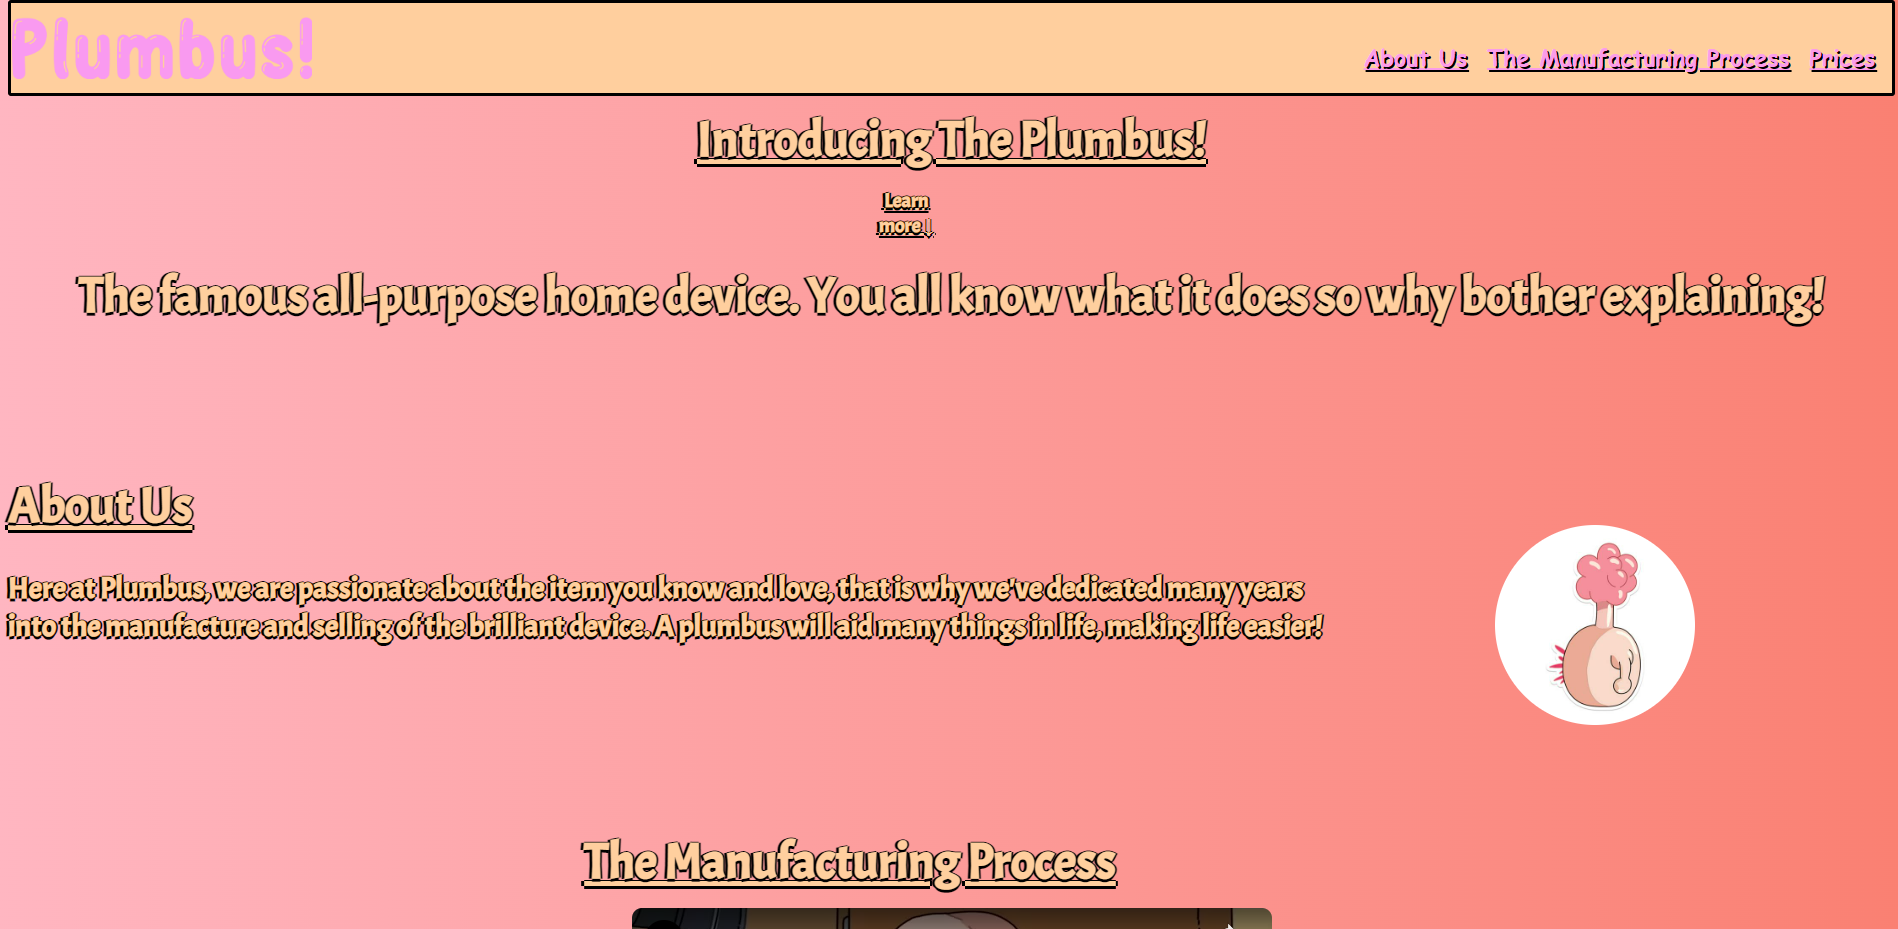 Plumbus!
About Us The Manufacturing Process Prices
Introducing The Plumbus!
Learn
more↓
The famous all-purpose home device. You all know what it does so why bother explaining!
About Us
Here at Plumbus, we are passionate about the item you know and love, that is why we've dedicated many years
into the manufacture and selling of the brilliant device. A plumbus will aid many things in life, making life easier!
The Manufacturing Process